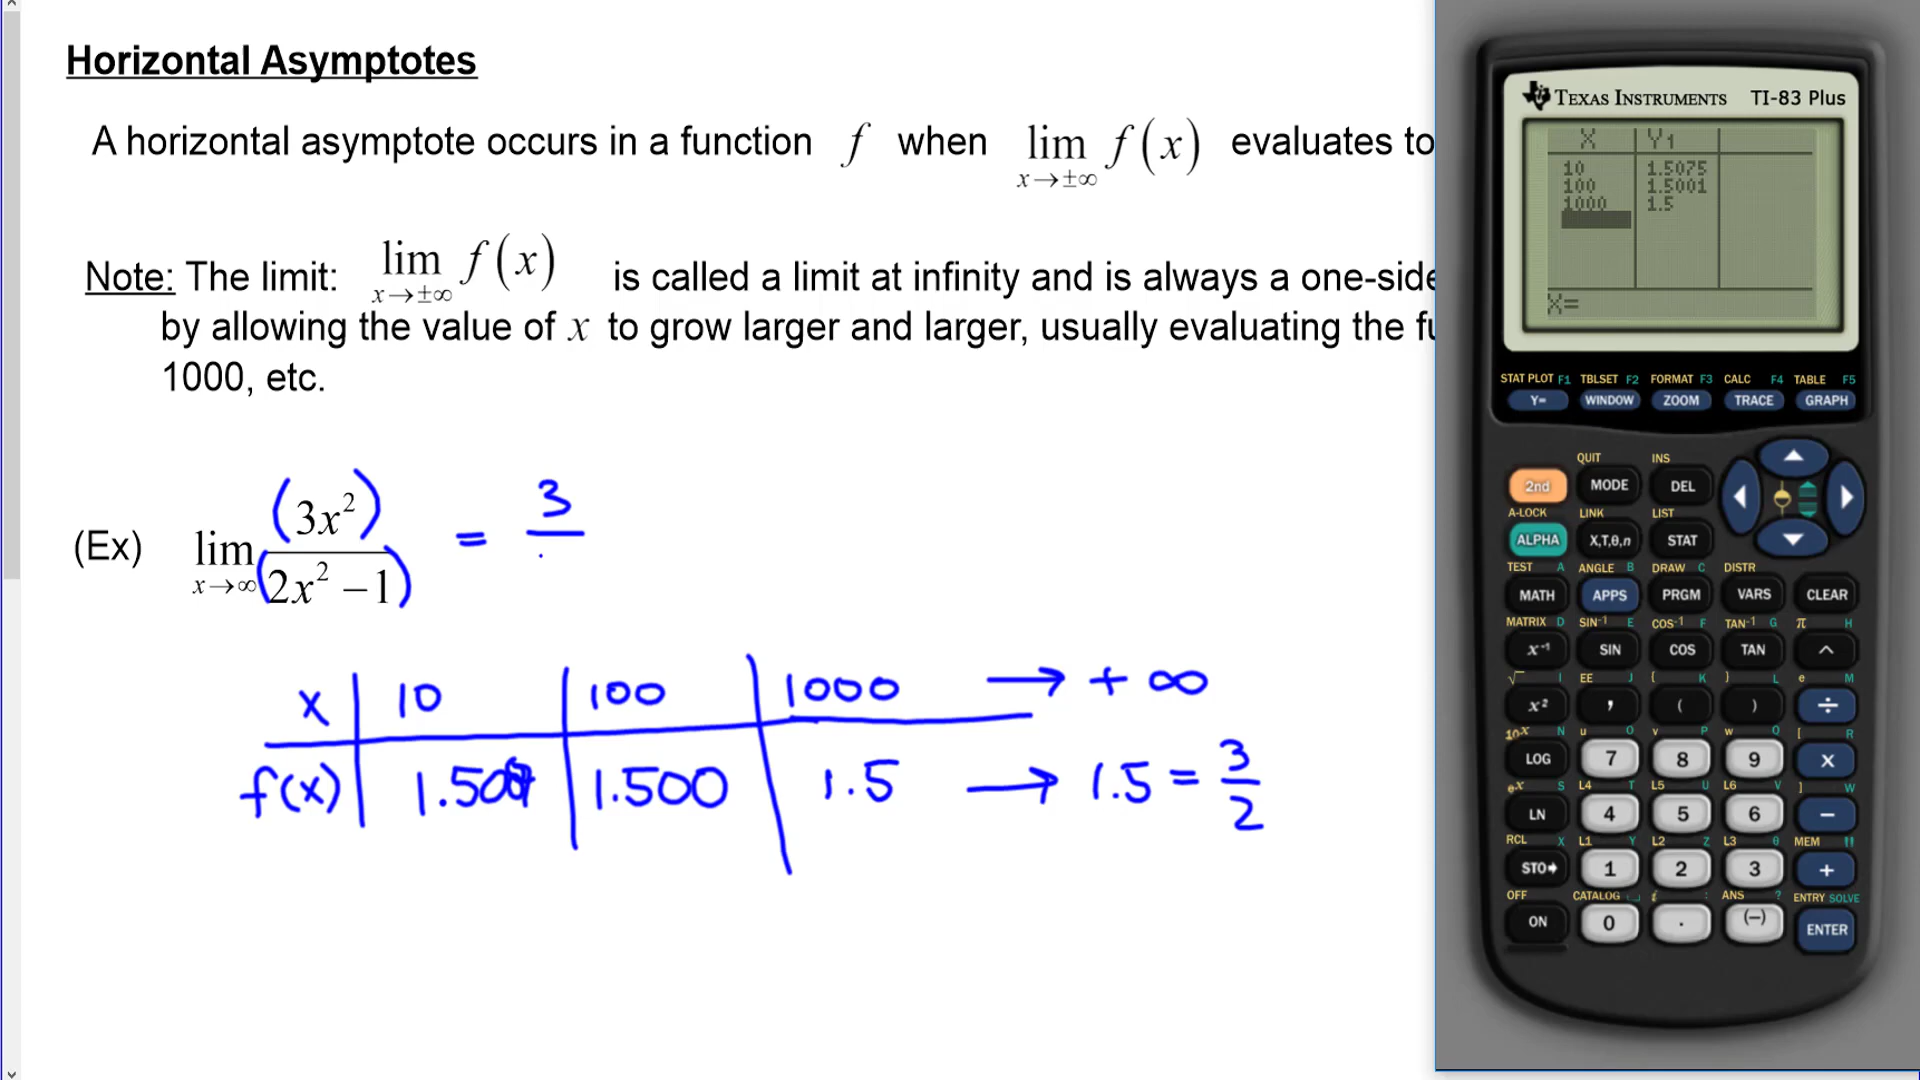 Horizontal Asymptotes
A horizontal asymptote occurs in a function f when lim x→±∞ f(x) evaluates to
Note: The limit: lim x→±∞ f(x) is called a limit at infinity and is always a one-side
by allowing the value of x to grow larger and larger, usually evaluating the fu
1000, etc.
(Ex) lim x→∞ (3x²) / (2x² − 1) = 3
x | 10 | 100 | 1000 → + ∞
f(x) | 1.507 | 1.500 | 1.5 → 1.5 = 3/2
TEXAS INSTRUMENTS TI-83 Plus
X Y1
10 1.5075
100 1.5001
1000 1.5
X=
STAT PLOT F1 TBLSET F2 FORMAT F3 CALC F4 TABLE F5
Y= WINDOW ZOOM TRACE GRAPH
QUIT INS
2nd MODE DEL
A-LOCK LINK LIST
ALPHA X,T,θ,n STAT
TEST A ANGLE B DRAW C DISTR
MATH APPS PRGM VARS CLEAR
MATRIX D SIN⁻¹ E COS⁻¹ F TAN⁻¹ G π H
x⁻¹ SIN COS TAN ^
√ I EE J { K } L e M
x² , ( ) ÷
10ˣ N u O v P w Q [ R
LOG 7 8 9 ×
eˣ S L4 T L5 U L6 V ] W
LN 4 5 6 −
RCL X L1 Y L2 Z L3 θ MEM "
STO➔ 1 2 3 +
OFF CATALOG ⎵ i : ANS ? ENTRY SOLVE
ON 0 . (−) ENTER